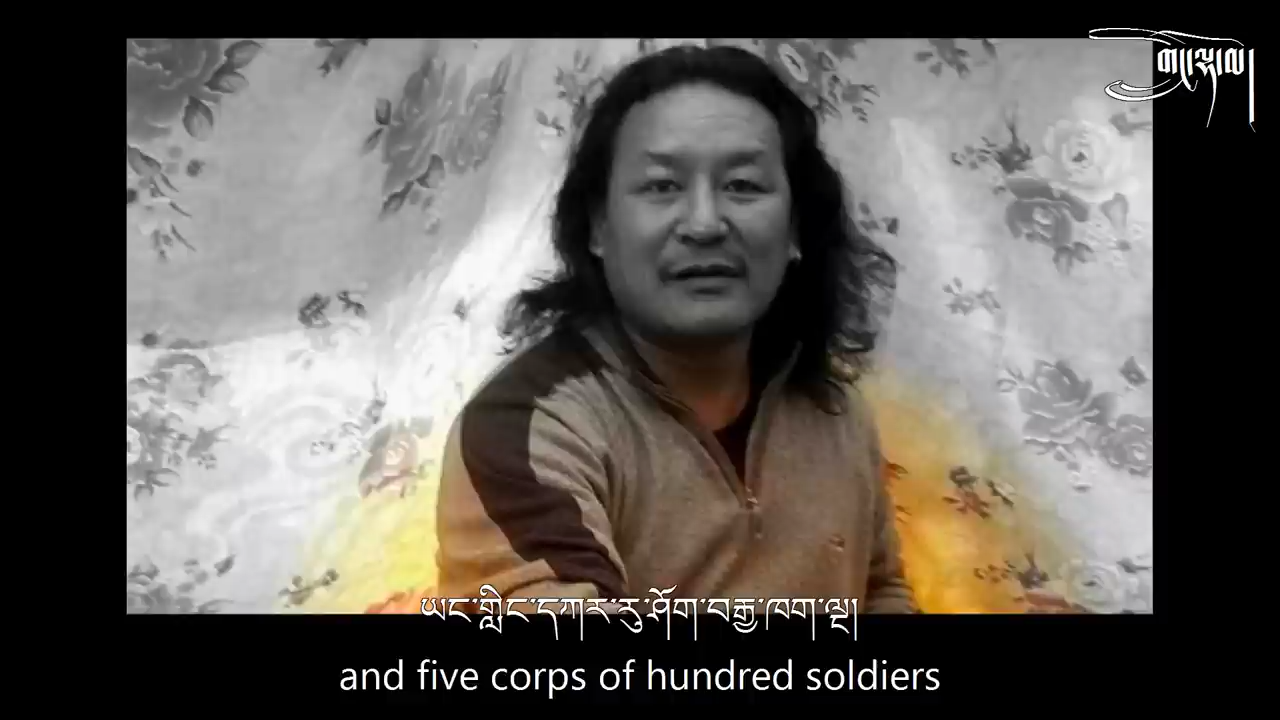 ཡང་གླིང་དཀར་རུ་ཤོག་བརྒྱ་ཁག་ལྔ།
and five corps of hundred soldiers